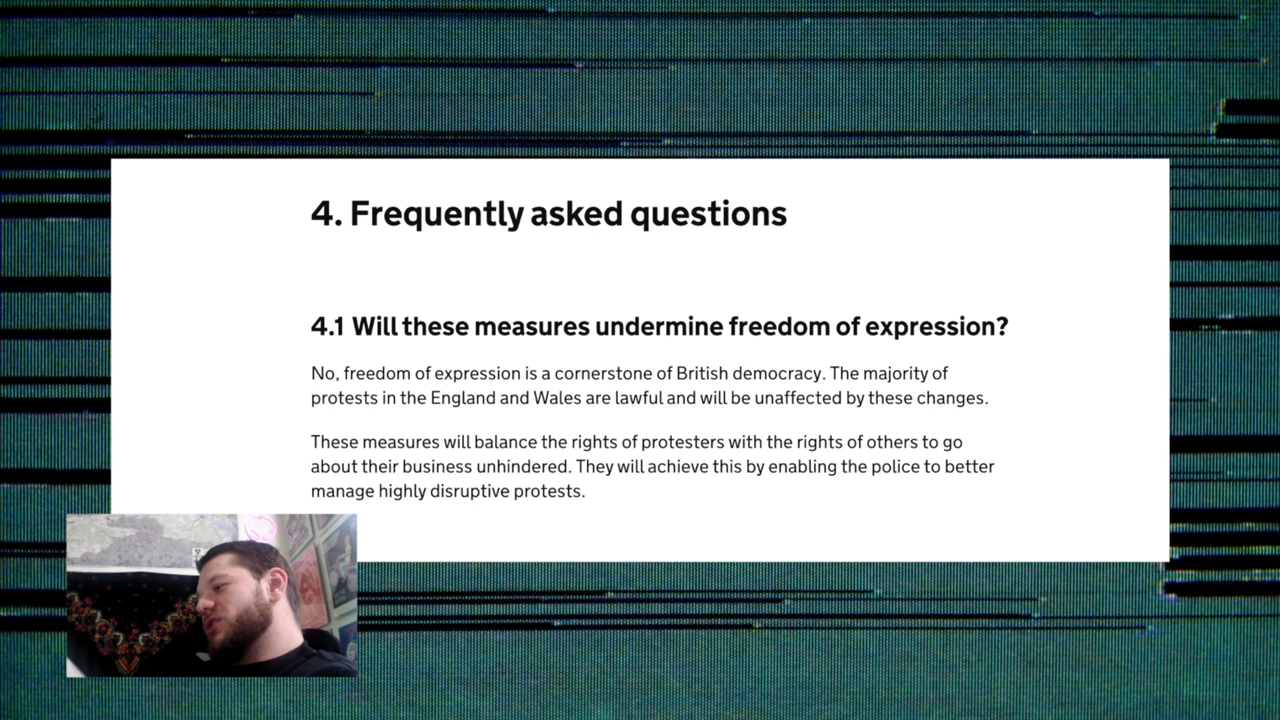 4. Frequently asked questions
4.1 Will these measures undermine freedom of expression?
No, freedom of expression is a cornerstone of British democracy. The majority of
protests in the England and Wales are lawful and will be unaffected by these changes.
These measures will balance the rights of protesters with the rights of others to go
about their business unhindered. They will achieve this by enabling the police to better
manage highly disruptive protests.